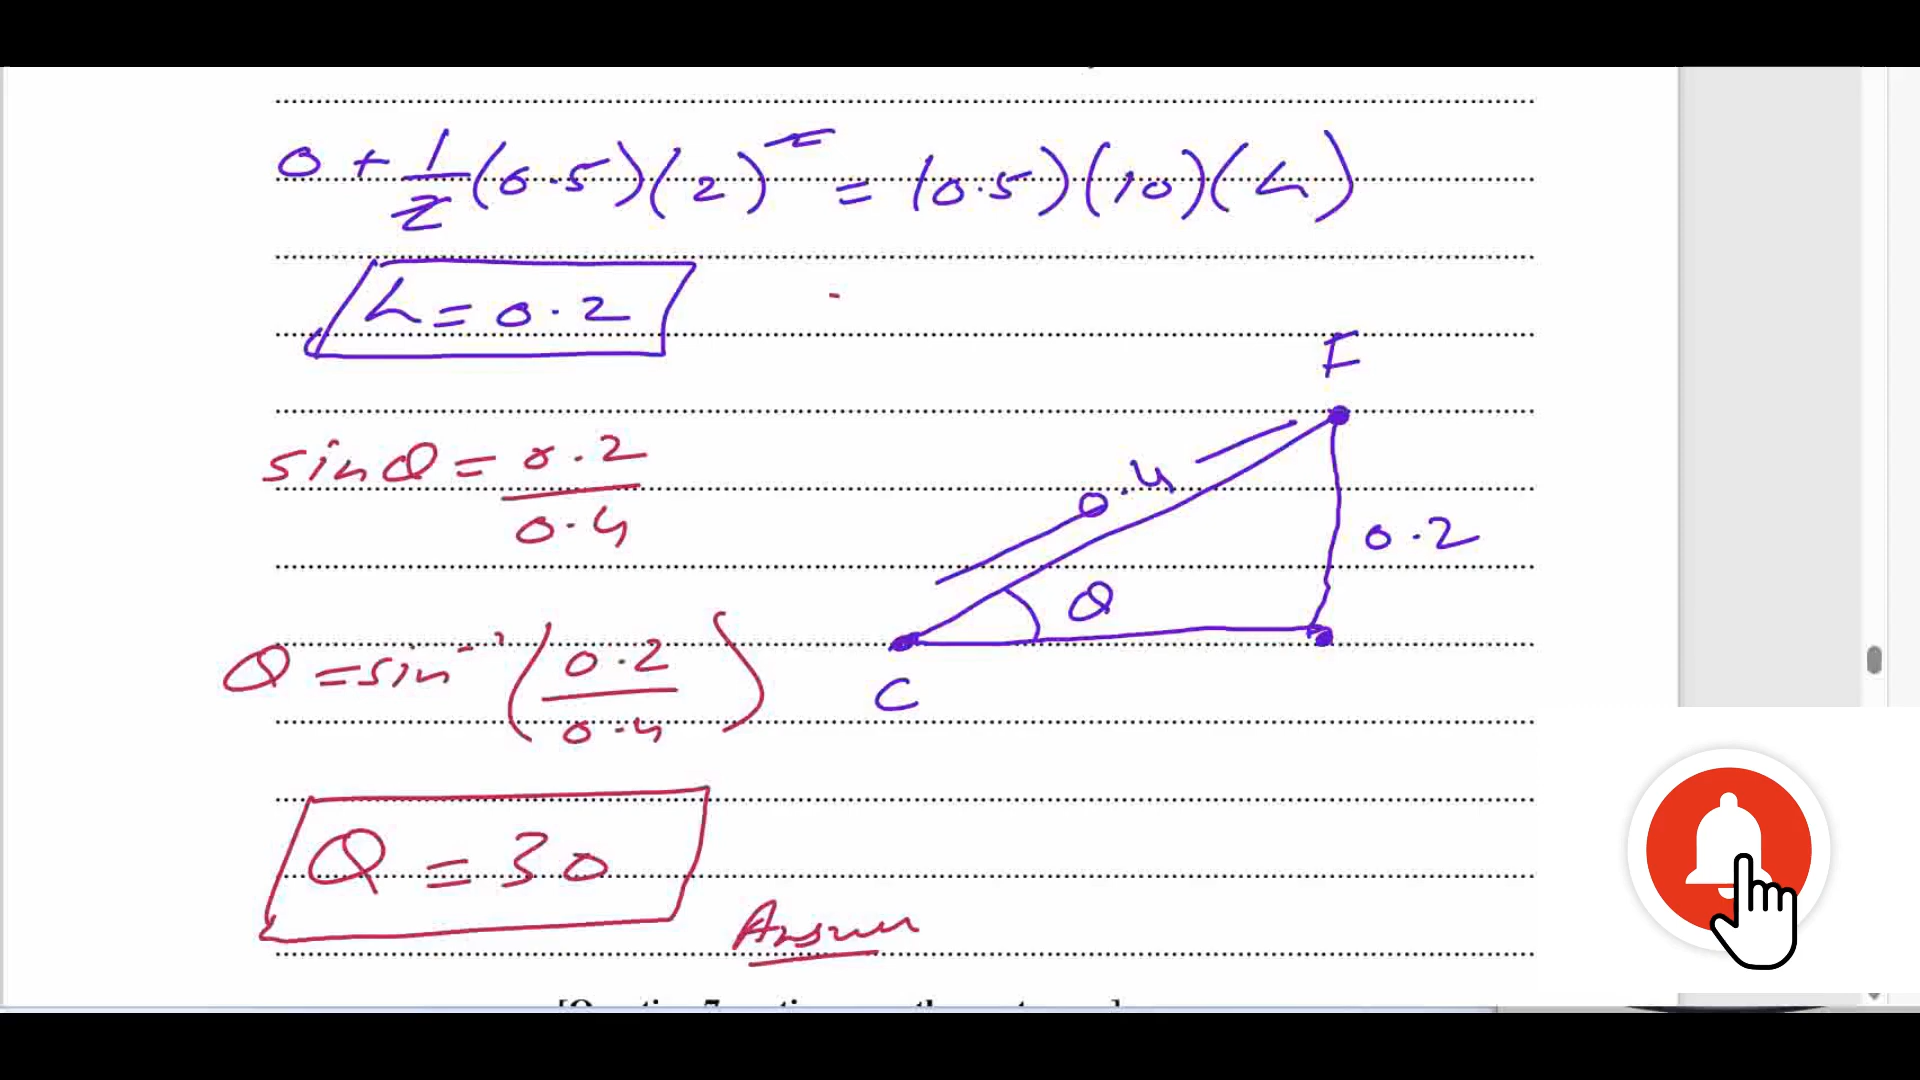 0 + 1/2 (0.5)(2)² = (0.5)(10)(h)
h = 0.2
F
sinθ = 0.2/0.4
0.4
0.2
θ
θ = sin⁻¹ (0.2/0.4)
C
θ = 30
Answer